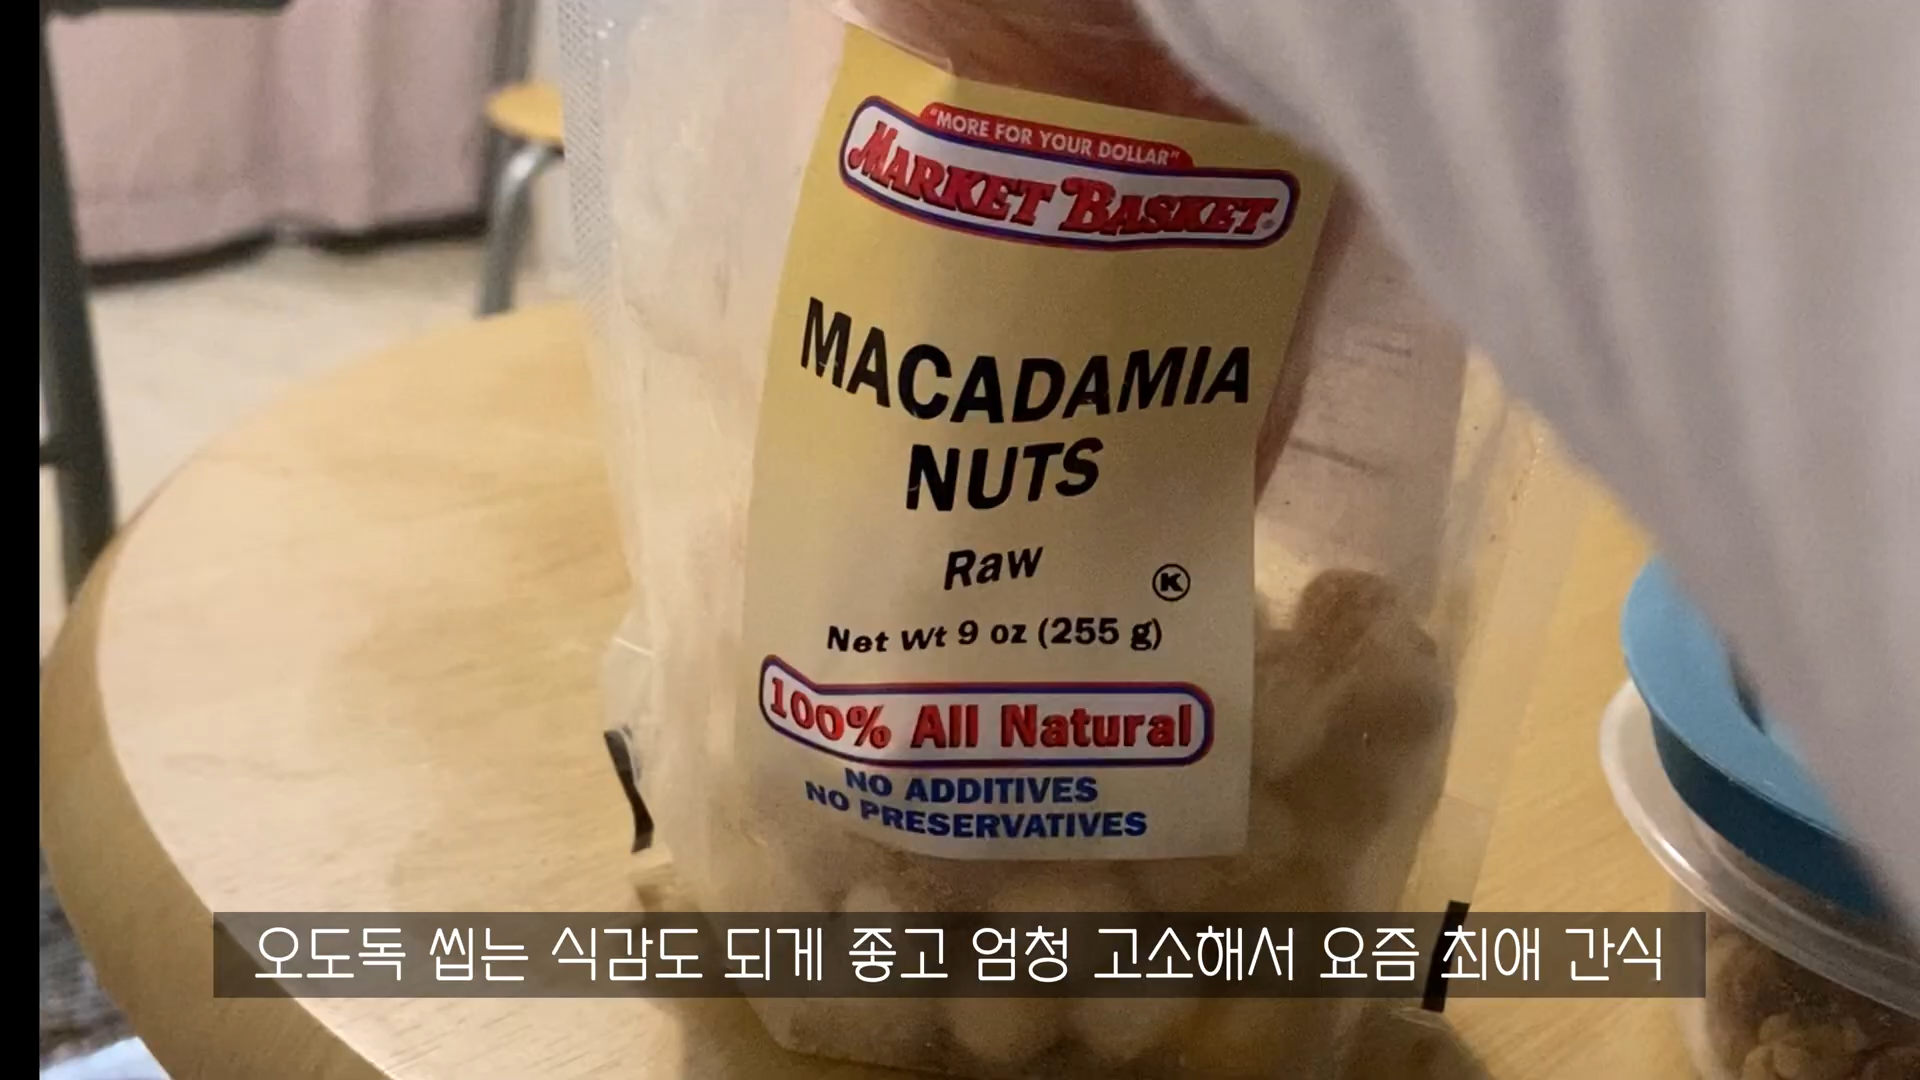 "MORE FOR YOUR DOLLAR"
MARKET BASKET
MACADAMIA
NUTS
Raw
K
Net Wt 9 oz (255 g)
100% All Natural
NO ADDITIVES
NO PRESERVATIVES
오도독 씹는 식감도 되게 좋고 엄청 고소해서 요즘 최애 간식